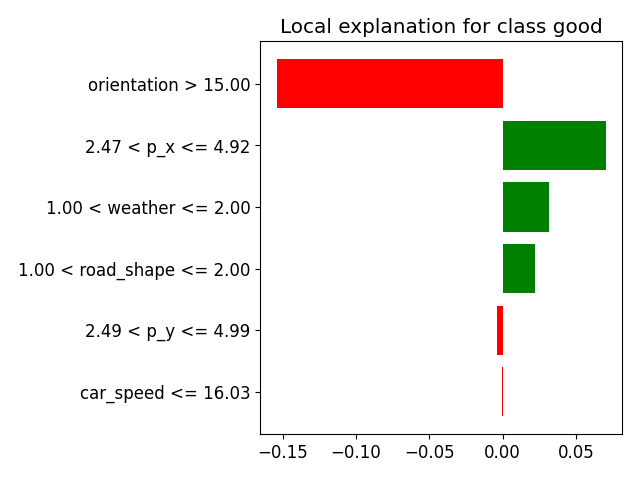 Local explanation for class good
orientation > 15.00
2.47 < p_x <= 4.92
1.00 < weather <= 2.00
1.00 < road_shape <= 2.00
2.49 < p_y <= 4.99
car_speed <= 16.03
−0.15 −0.10 −0.05 0.00 0.05